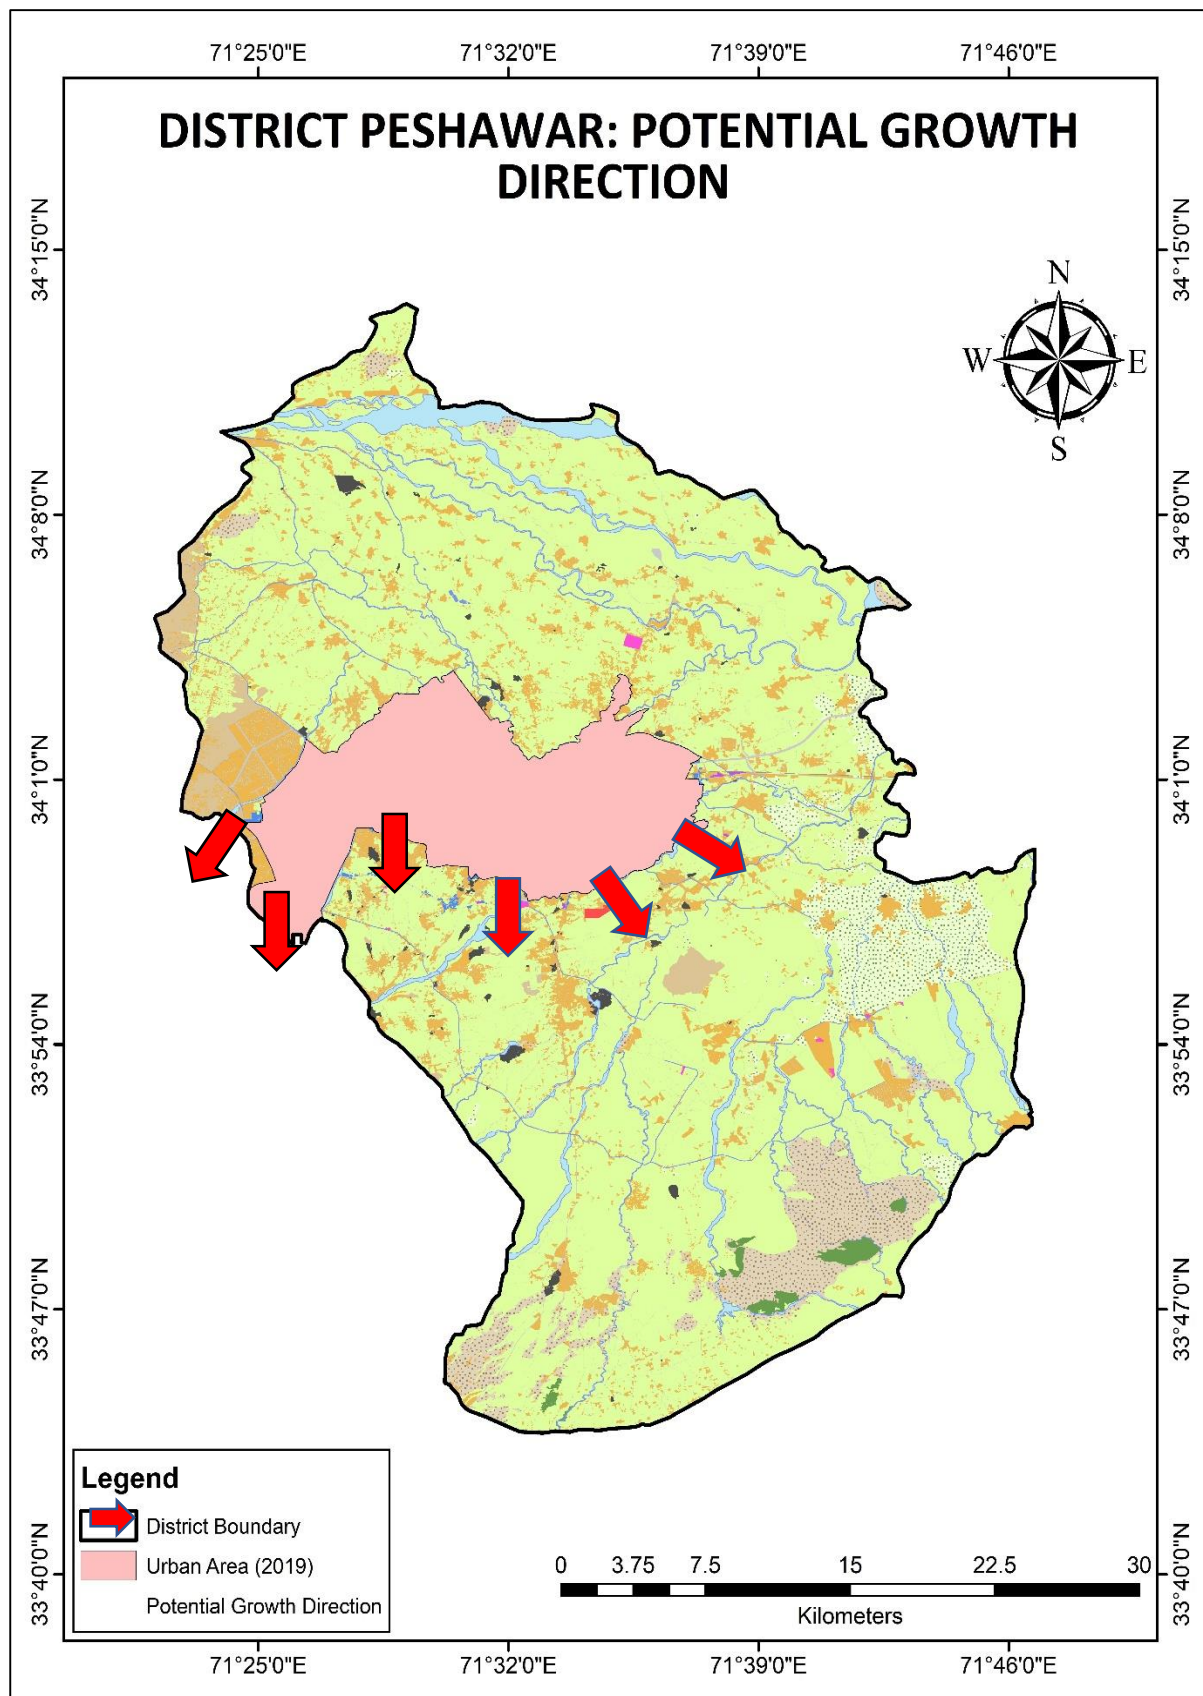 71°25'0"E 71°32'0"E 71°39'0"E 71°46'0"E
DISTRICT PESHAWAR: POTENTIAL GROWTH
DIRECTION
34°15'0"N 34°15'0"N
N
W E
S
34°8'0"N 34°8'0"N
34°1'0"N 34°1'0"N
33°54'0"N 33°54'0"N
33°47'0"N 33°47'0"N
Legend
District Boundary
Urban Area (2019)
Potential Growth Direction
0 3.75 7.5 15 22.5 30
Kilometers
33°40'0"N 33°40'0"N
71°25'0"E 71°32'0"E 71°39'0"E 71°46'0"E